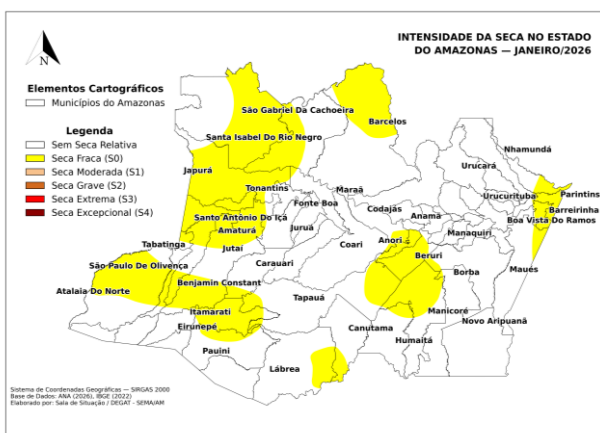 INTENSIDADE DA SECA NO ESTADO
DO AMAZONAS — JANEIRO/2026
N
Elementos Cartográficos
Municípios do Amazonas
Legenda
Sem Seca Relativa
Seca Fraca (S0)
Seca Moderada (S1)
Seca Grave (S2)
Seca Extrema (S3)
Seca Excepcional (S4)
São Gabriel Da Cachoeira
Barcelos
Santa Isabel Do Rio Negro
Nhamundá
Urucará
Japurá
Tonantins
Maraã
Urucurituba
Parintins
Fonte Boa
Codajás
Barreirinha
Santo Antônio Do Içá
Anamã
Boa Vista Do Ramos
Amaturá
Juruá
Manaquiri
Tabatinga
Jutaí
Coari
Anori
Beruri
São Paulo De Olivença
Carauari
Borba
Maués
Atalaia Do Norte
Benjamin Constant
Tapauá
Itamarati
Manicoré
Eirunepé
Canutama
Novo Aripuanã
Pauini
Humaitá
Lábrea
Sistema de Coordenadas Geográficas — SIRGAS 2000
Base de Dados: ANA (2026), IBGE (2022)
Elaborado por: Sala de Situação / DEGAT - SEMA/AM